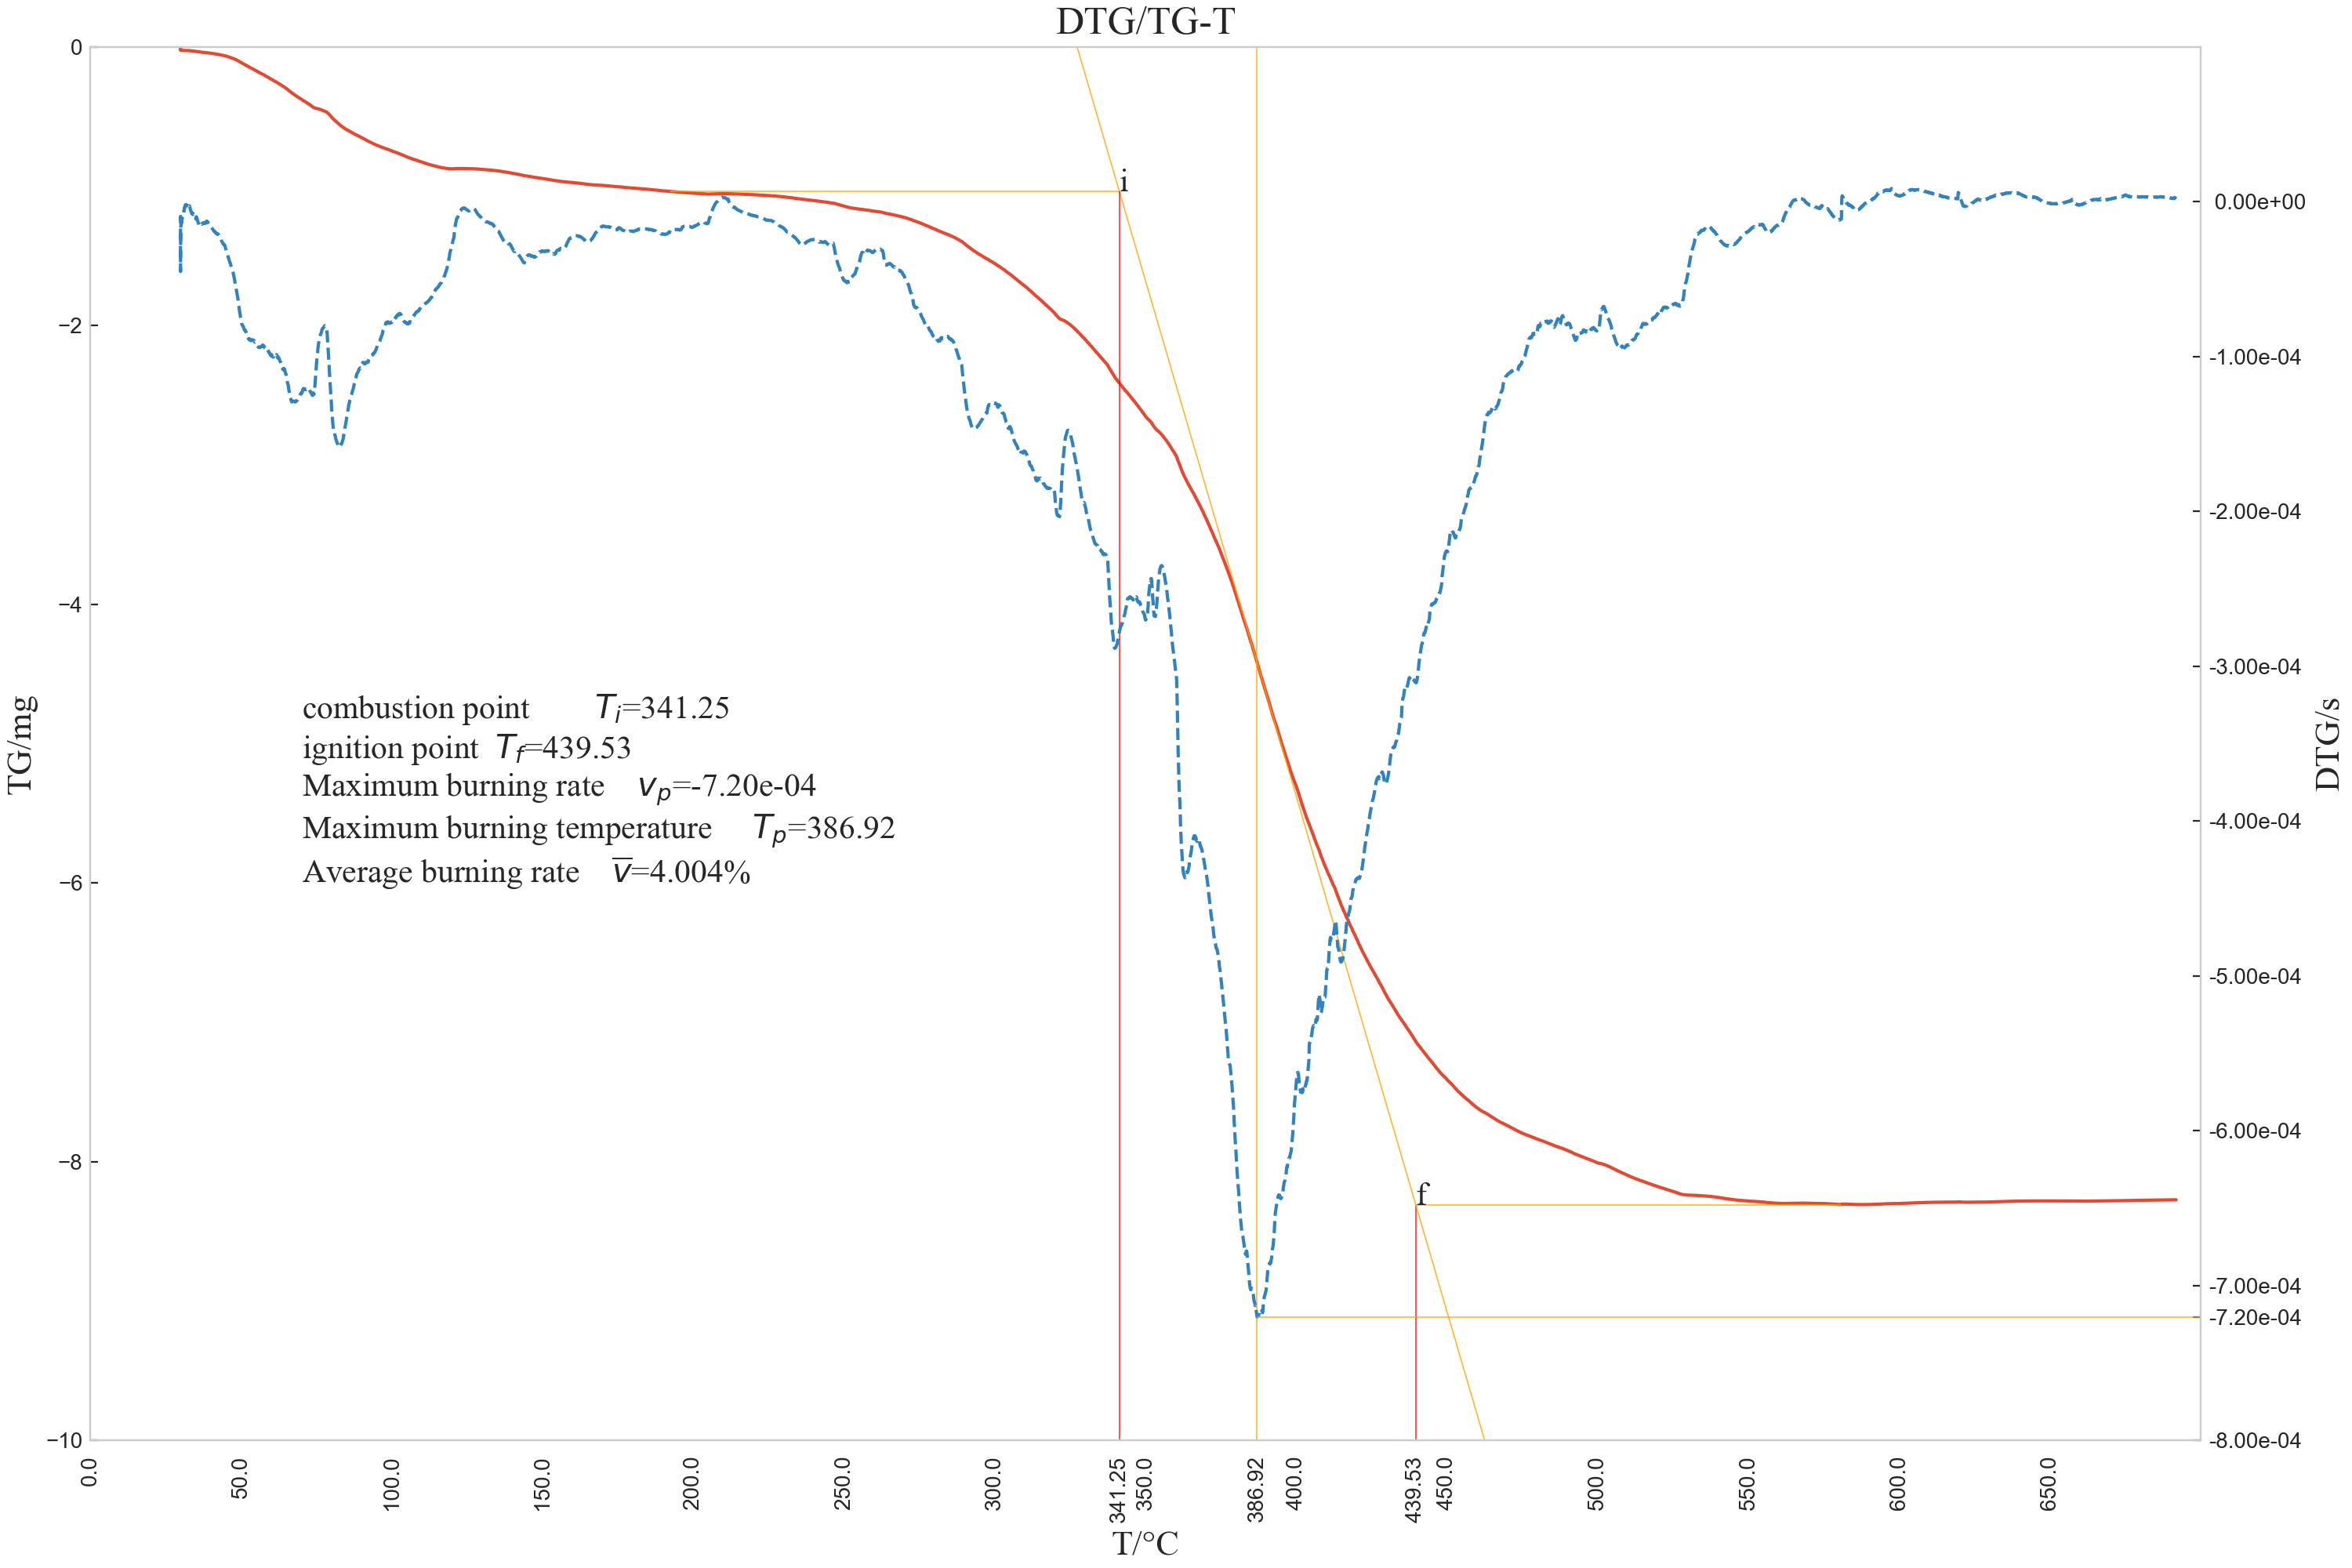 DTG/TG-T
0
−2
−4
−6
−8
−10
TG/mg
combustion point T_i=341.25
ignition point T_f=439.53
Maximum burning rate v_p=-7.20e-04
Maximum burning temperature T_p=386.92
Average burning rate v̅=4.004%
i
f
0.00e+00
-1.00e-04
-2.00e-04
-3.00e-04
-4.00e-04
-5.00e-04
-6.00e-04
-7.00e-04
-7.20e-04
-8.00e-04
DTG/s
0.0
50.0
100.0
150.0
200.0
250.0
300.0
341.25
350.0
386.92
400.0
439.53
450.0
500.0
550.0
600.0
650.0
T/°C